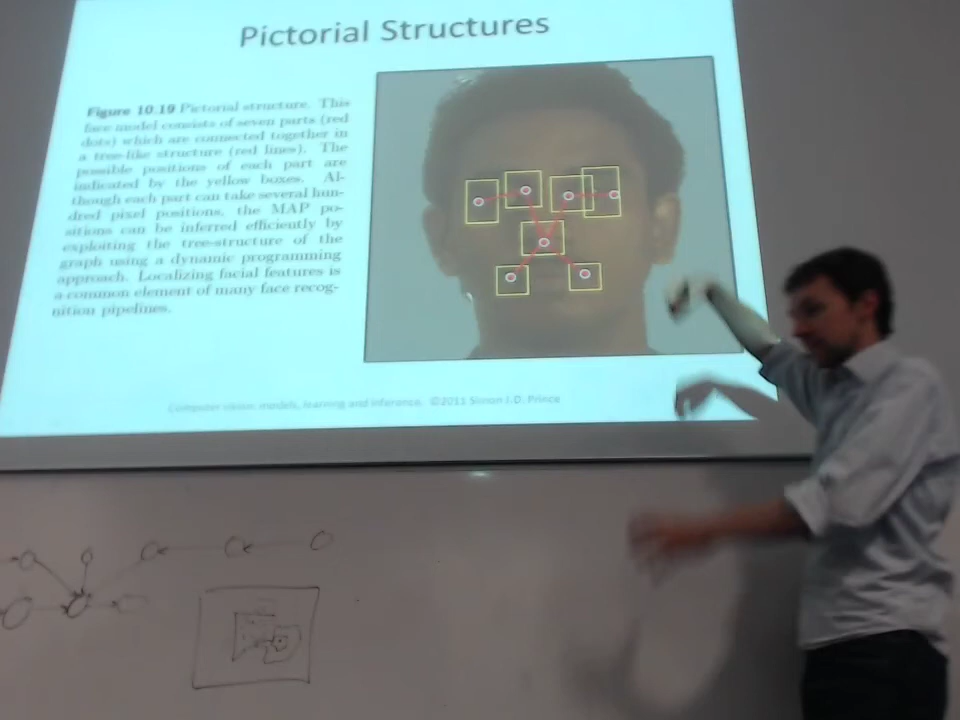 Pictorial Structures
Figure 10.19 Pictorial structure. This
face model consists of seven parts (red
dots) which are connected together in
a tree-like structure (red lines). The
possible positions of each part are
indicated by the yellow boxes. Al-
though each part can take several hun-
dred pixel positions, the MAP po-
sitions can be inferred efficiently by
exploiting the tree-structure of the
graph using a dynamic programming
approach. Localizing facial features is
a common element of many face recog-
nition pipelines.
Computer vision: models, learning and inference. ©2011 Simon J.D. Prince